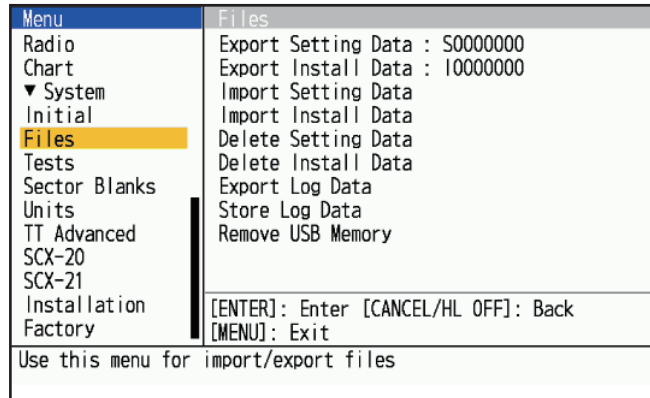 Menu
Radio
Chart
▼ System
Initial
Files
Tests
Sector Blanks
Units
TT Advanced
SCX-20
SCX-21
Installation
Factory
Files
Export Setting Data : S0000000
Export Install Data : I0000000
Import Setting Data
Import Install Data
Delete Setting Data
Delete Install Data
Export Log Data
Store Log Data
Remove USB Memory
[ENTER]: Enter [CANCEL/HL OFF]: Back
[MENU]: Exit
Use this menu for import/export files